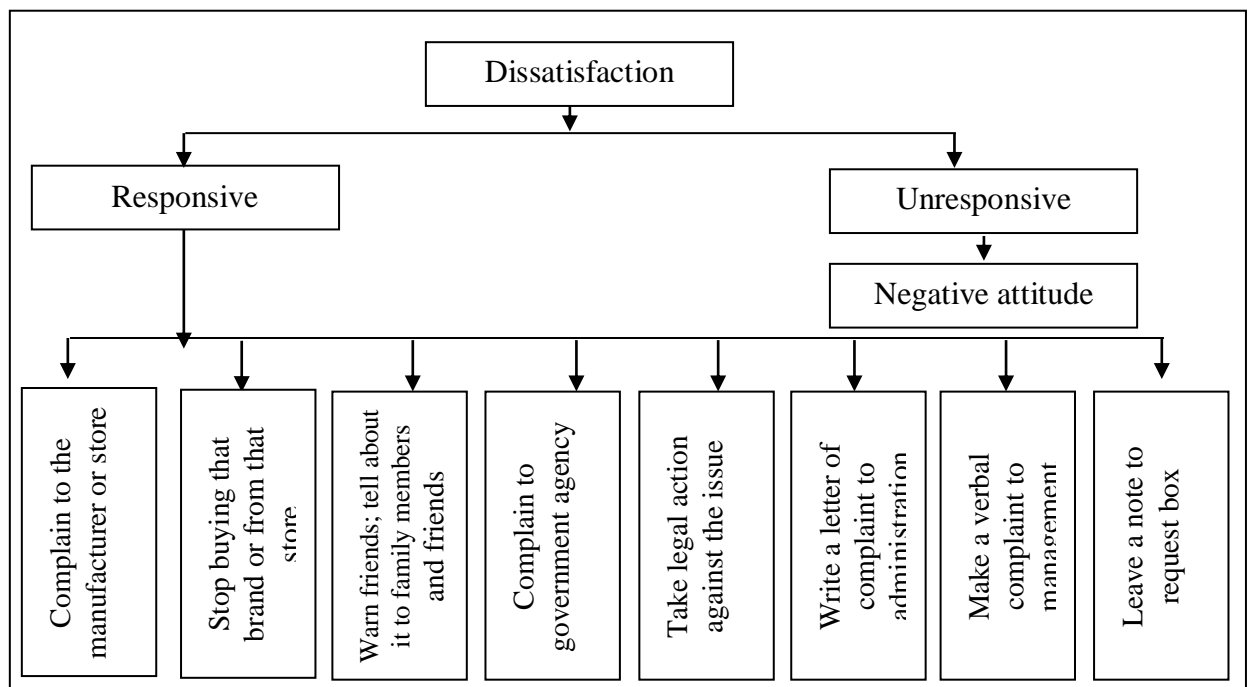 Dissatisfaction
Responsive
Unresponsive
Negative attitude
Complain to the
manufacturer or store
Stop buying that
brand or from that
store
Warn friends; tell about
it to family members
and friends
Complain to
government agency
Take legal action
against the issue
Write a letter of
complaint to
administration
Make a verbal
complaint to
management
Leave a note to
request box